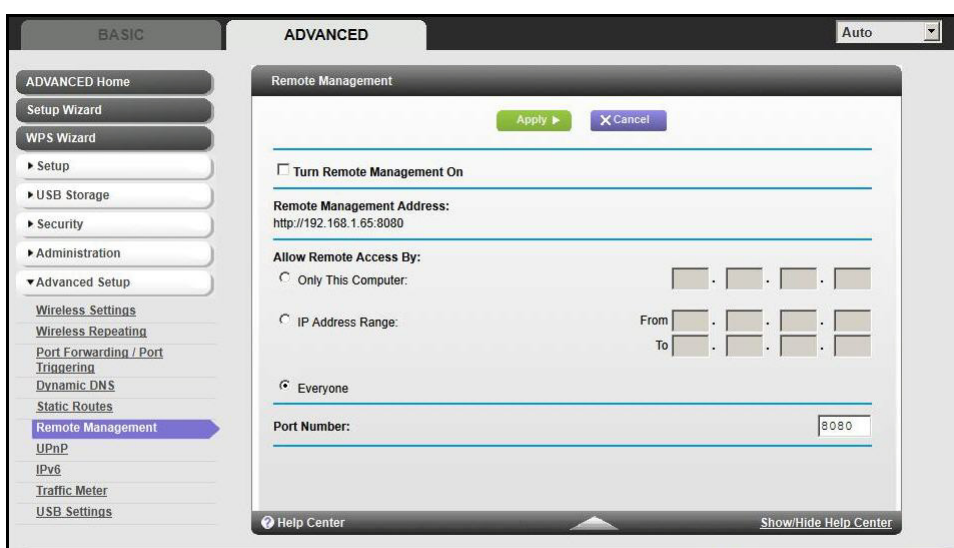 BASIC
ADVANCED
Auto
ADVANCED Home
Setup Wizard
WPS Wizard
Setup
USB Storage
Security
Administration
Advanced Setup
Wireless Settings
Wireless Repeating
Port Forwarding / Port
Triggering
Dynamic DNS
Static Routes
Remote Management
UPnP
IPv6
Traffic Meter
USB Settings
Remote Management
Apply
X Cancel
Turn Remote Management On
Remote Management Address:
http://192.168.1.65:8080
Allow Remote Access By:
Only This Computer: . . .
IP Address Range: From . . .
To . . .
Everyone
Port Number: 8080
? Help Center Show/Hide Help Center